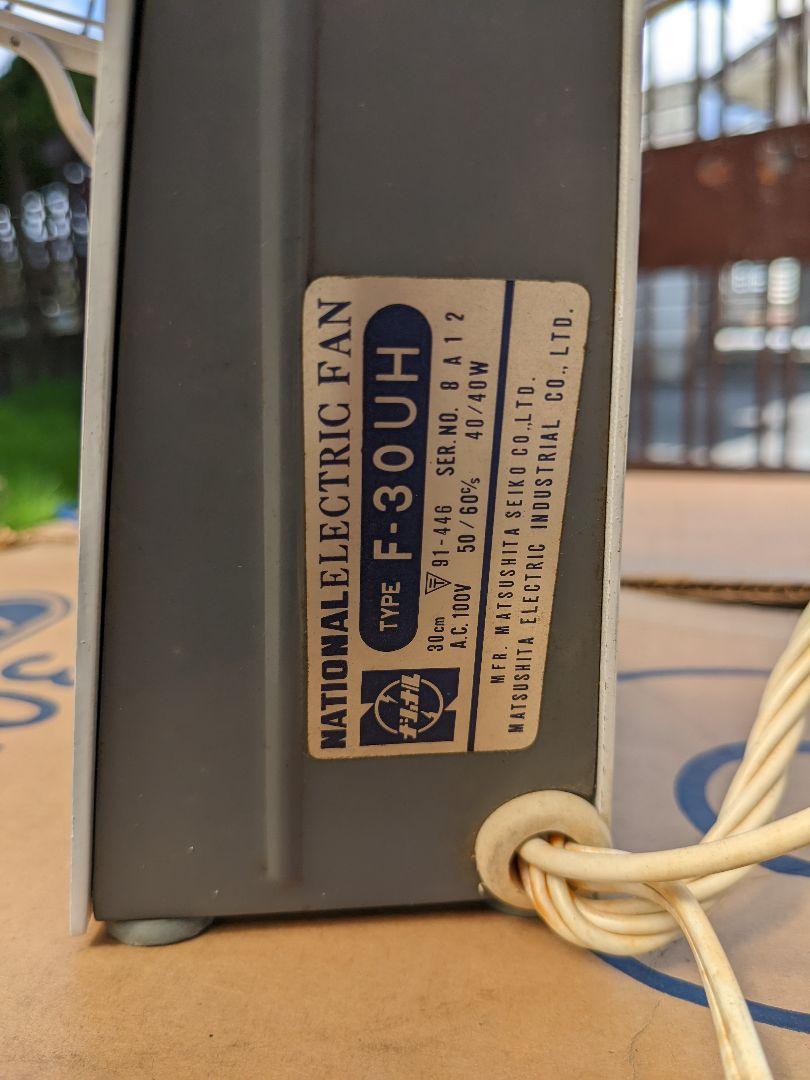 NATIONAL ELECTRIC FAN
TYPE F-30UH
30cm 〒 91-446 SER. NO. 8 A 1 2
A.C. 100V 50/60c/s 40/40W
ナショナル
MFR. MATSUSHITA SEIKO CO.,LTD.
MATSUSHITA ELECTRIC INDUSTRIAL CO., LTD.